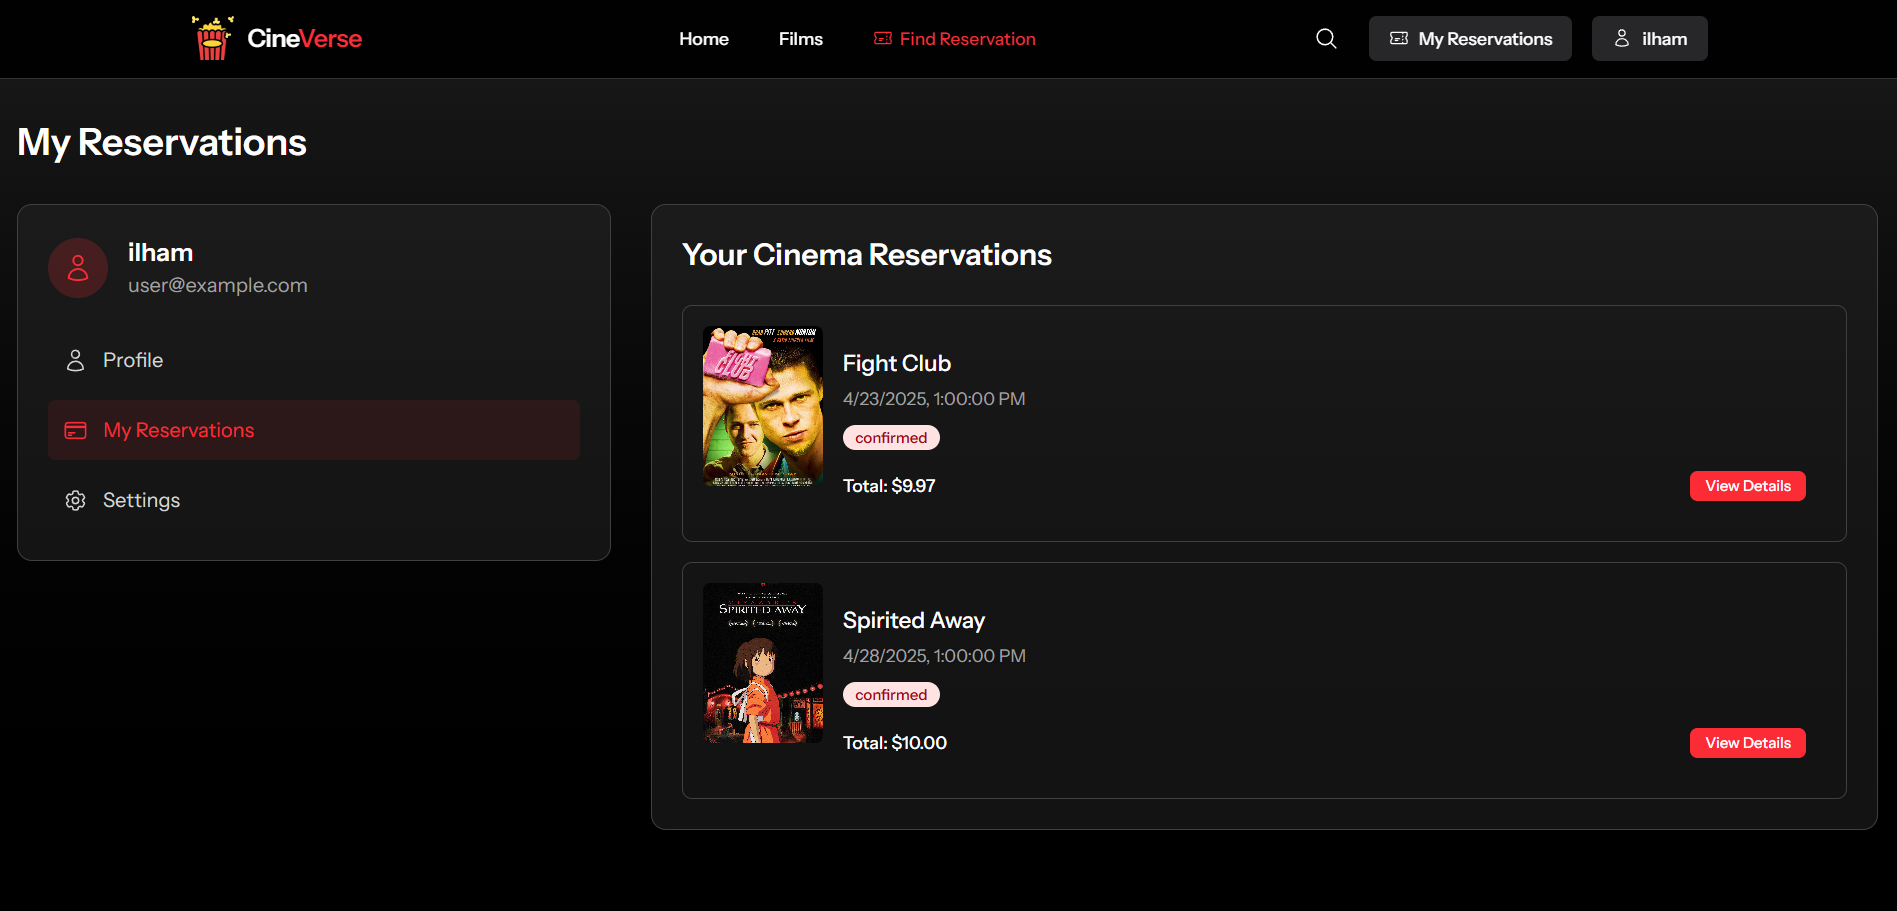 CineVerse
Home
Films
Find Reservation
My Reservations
ilham
My Reservations
ilham
user@example.com
Profile
My Reservations
Settings
Your Cinema Reservations
BRAD PITT EDWARD NORTON
FIGHT CLUB
Fight Club
4/23/2025, 1:00:00 PM
confirmed
Total: $9.97
View Details
SPIRITED AWAY
Spirited Away
4/28/2025, 1:00:00 PM
confirmed
Total: $10.00
View Details